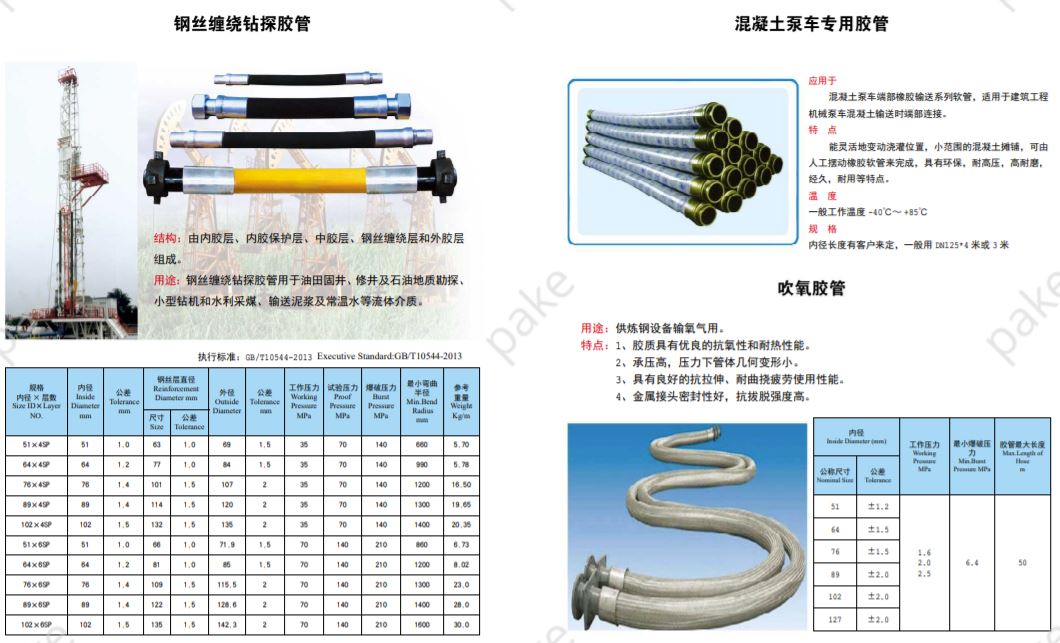 钢丝缠绕钻探胶管
结构：由内胶层、内胶保护层、中胶层、钢丝缠绕层和外胶层
组成。
用途：钢丝缠绕钻探胶管用于油田固井、修井及石油地质勘探、
小型钻机和水利采煤、输送泥浆及常温水等流体介质。
执行标准：GB/T10544-2013 Executive Standard:GB/T10544-2013
规格 内径×层数 Size ID×Layer NO. 内径 Inside Diameter mm 公差 Tolerance mm 钢丝层直径 Reinforcement Diameter mm 尺寸 Size 公差 Tolerance 外径 Outside Diameter 公差 Tolerance mm 工作压力 Working Pressure MPa 试验压力 Proof Pressure MPa 爆破压力 Burst Pressure MPa 最小弯曲半径 Min.Bend Radius mm 参考重量 Weight Kg/m
51×4SP 51 1.0 63 1.0 69 1.5 35 70 140 660 5.70
64×4SP 64 1.2 77 1.0 84 1.5 35 70 140 990 5.78
76×4SP 76 1.4 101 1.5 107 2 35 70 140 1200 16.50
89×4SP 89 1.4 114 1.5 120 2 35 70 140 1300 19.65
102×4SP 102 1.5 132 1.5 135 2 35 70 140 1400 20.35
51×6SP 51 1.0 66 1.0 71.9 1.5 70 140 210 860 6.73
64×6SP 64 1.2 81 1.0 85 1.5 70 140 210 1200 8.02
76×6SP 76 1.4 109 1.5 115.5 2 70 140 210 1300 23.0
89×6SP 89 1.4 122 1.5 128.6 2 70 140 210 1400 28.0
102×6SP 102 1.5 135 1.5 142.3 2 70 140 210 1600 30.0
混凝土泵车专用胶管
应用于
混凝土泵车端部橡胶输送系列软管，适用于建筑工程
机械泵车混凝土输送时端部连接。
特 点
能灵活地变动浇灌位置，小范围的混凝土摊铺，可由
人工摆动橡胶软管来完成，具有环保，耐高压，高耐磨，
经久，耐用等特点。
温 度
一般工作温度 -40℃～ +85℃
规 格
内径长度有客户来定，一般用 DN125*4 米或 3 米
吹氧胶管
用途：供炼钢设备输氧气用。
特点：1、胶质具有优良的抗氧性和耐热性能。
2、承压高，压力下管体几何变形小。
3、具有良好的抗拉伸、耐曲挠疲劳使用性能。
4、金属接头密封性好，抗拔脱强度高。
内径 Inside Diameter (mm) 公称尺寸 Nominal Size 公差 Tolerance 工作压力 Working Pressure MPa 最小爆破压力 Min.Burst Pressure MPa 胶管最大长度 Max.Length of Hose m
51 ±1.2
64 ±1.5
76 ±1.5
89 ±2.0
102 ±2.0
127 ±2.0
1.6
2.0
2.5
6.4
50
pake
pake